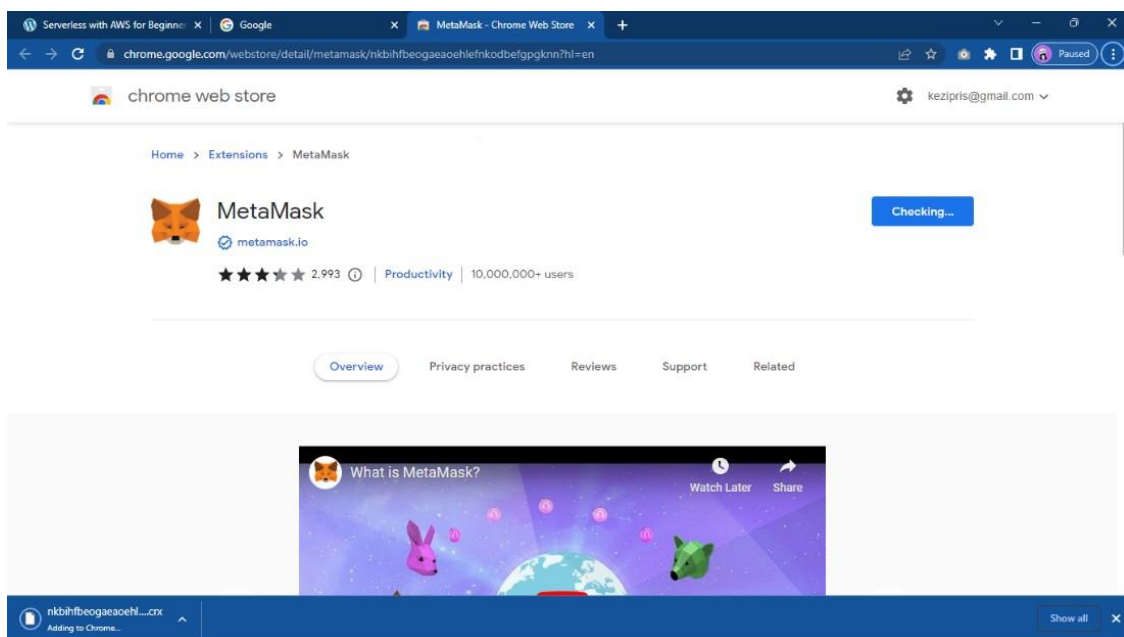 Serverless with AWS for Beginne
Google
MetaMask - Chrome Web Store
chrome.google.com/webstore/detail/metamask/nkbihfbeogaeaoehlefnkodbefgpgknn?hl=en
Paused
chrome web store
kezipris@gmail.com
Home > Extensions > MetaMask
MetaMask
Checking...
metamask.io
2,993
Productivity
10,000,000+ users
Overview
Privacy practices
Reviews
Support
Related
What is MetaMask?
Watch Later
Share
nkbihfbeogaeaoehl....crx
Adding to Chrome...
Show all